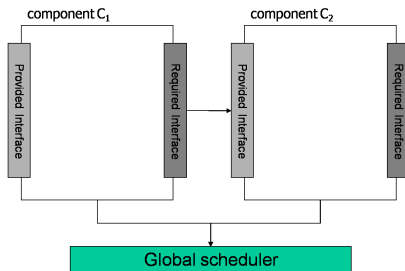 component C₁
component C₂
Provided Interface
Required Interface
Provided Interface
Required Interface
Global scheduler